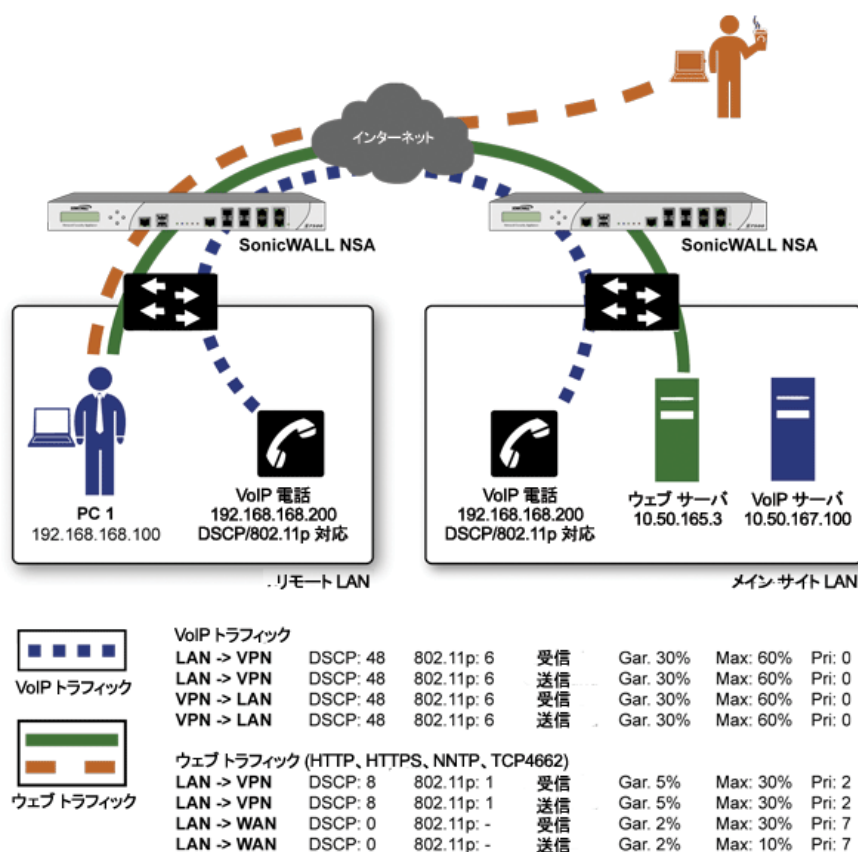 インターネット
SonicWALL NSA
SonicWALL NSA
PC 1
192.168.168.100
VoIP 電話
192.168.168.200
DSCP/802.11p 対応
VoIP 電話
192.168.168.200
DSCP/802.11p 対応
ウェブ サーバ
10.50.165.3
VoIP サーバ
10.50.167.100
リモート LAN
メイン サイト LAN
VoIP トラフィック
ウェブ トラフィック
VoIP トラフィック
LAN -> VPN DSCP: 48 802.11p: 6 受信 Gar. 30% Max: 60% Pri: 0
LAN -> VPN DSCP: 48 802.11p: 6 送信 Gar. 30% Max: 60% Pri: 0
VPN -> LAN DSCP: 48 802.11p: 6 受信 Gar. 30% Max: 60% Pri: 0
VPN -> LAN DSCP: 48 802.11p: 6 送信 Gar. 30% Max: 60% Pri: 0
ウェブ トラフィック (HTTP、HTTPS、NNTP、TCP4662)
LAN -> VPN DSCP: 8 802.11p: 1 受信 Gar. 5% Max: 30% Pri: 2
LAN -> VPN DSCP: 8 802.11p: 1 送信 Gar. 5% Max: 30% Pri: 2
LAN -> WAN DSCP: 0 802.11p: - 受信 Gar. 2% Max: 30% Pri: 7
LAN -> WAN DSCP: 0 802.11p: - 送信 Gar. 2% Max: 10% Pri: 7